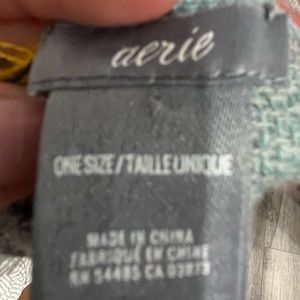 aerie
ONE SIZE/TAILLE UNIQUE
MADE IN CHINA
FABRIQUÉ EN CHINE
RN 54485 CA